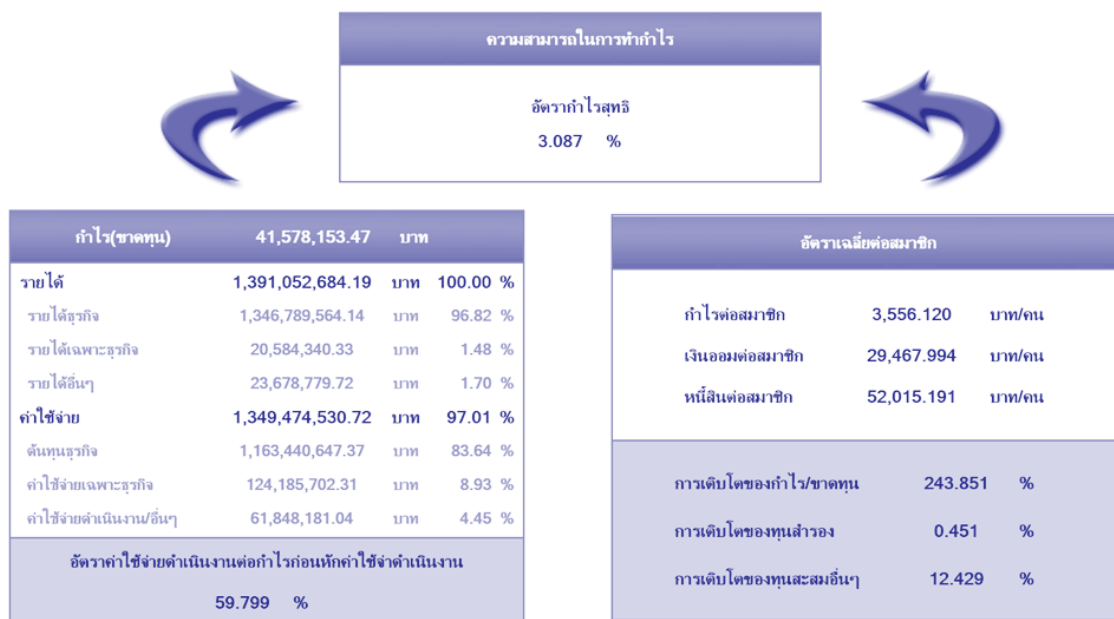 ความสามารถในการทำกำไร
อัตรากำไรสุทธิ
3.087 %
กำไร(ขาดทุน) 41,578,153.47 บาท
รายได้ 1,391,052,684.19 บาท 100.00 %
รายได้ธุรกิจ 1,346,789,564.14 บาท 96.82 %
รายได้เฉพาะธุรกิจ 20,584,340.33 บาท 1.48 %
รายได้อื่นๆ 23,678,779.72 บาท 1.70 %
ค่าใช้จ่าย 1,349,474,530.72 บาท 97.01 %
ต้นทุนธุรกิจ 1,163,440,647.37 บาท 83.64 %
ค่าใช้จ่ายเฉพาะธุรกิจ 124,185,702.31 บาท 8.93 %
ค่าใช้จ่ายดำเนินงาน/อื่นๆ 61,848,181.04 บาท 4.45 %
อัตราค่าใช้จ่ายดำเนินงานต่อกำไรก่อนหักค่าใช้จ่าดำเนินงาน
59.799 %
อัตราเฉลี่ยต่อสมาชิก
กำไรต่อสมาชิก 3,556.120 บาท/คน
เงินออมต่อสมาชิก 29,467.994 บาท/คน
หนี้สินต่อสมาชิก 52,015.191 บาท/คน
การเติบโตของกำไร/ขาดทุน 243.851 %
การเติบโตของทุนสำรอง 0.451 %
การเติบโตของทุนสะสมอื่นๆ 12.429 %